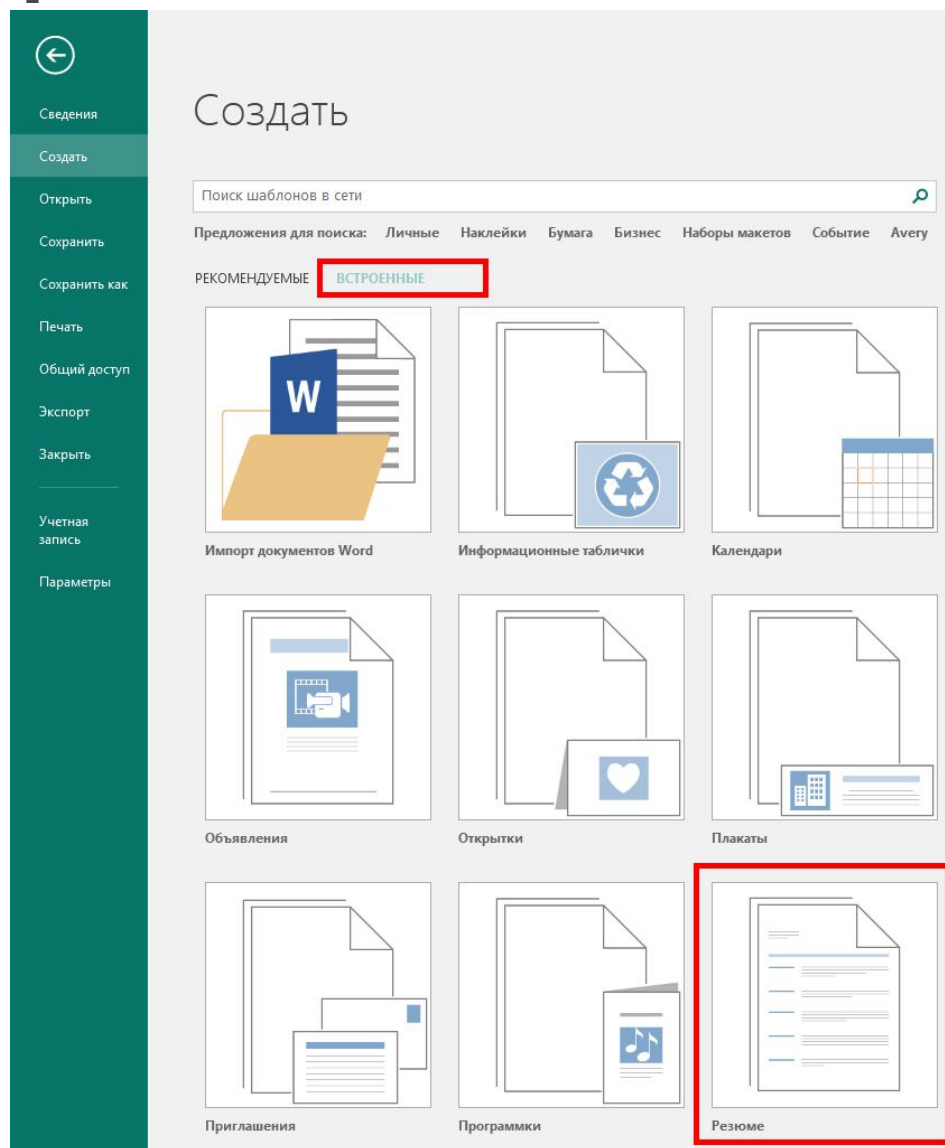 Сведения
Создать
Открыть
Сохранить
Сохранить как
Печать
Общий доступ
Экспорт
Закрыть
Учетная
запись
Параметры
Создать
Поиск шаблонов в сети
Предложения для поиска: Личные Наклейки Бумага Бизнес Наборы макетов Событие Avery
РЕКОМЕНДУЕМЫЕ ВСТРОЕННЫЕ
W
Импорт документов Word Информационные таблички Календари
Объявления Открытки Плакаты
Приглашения Программки Резюме